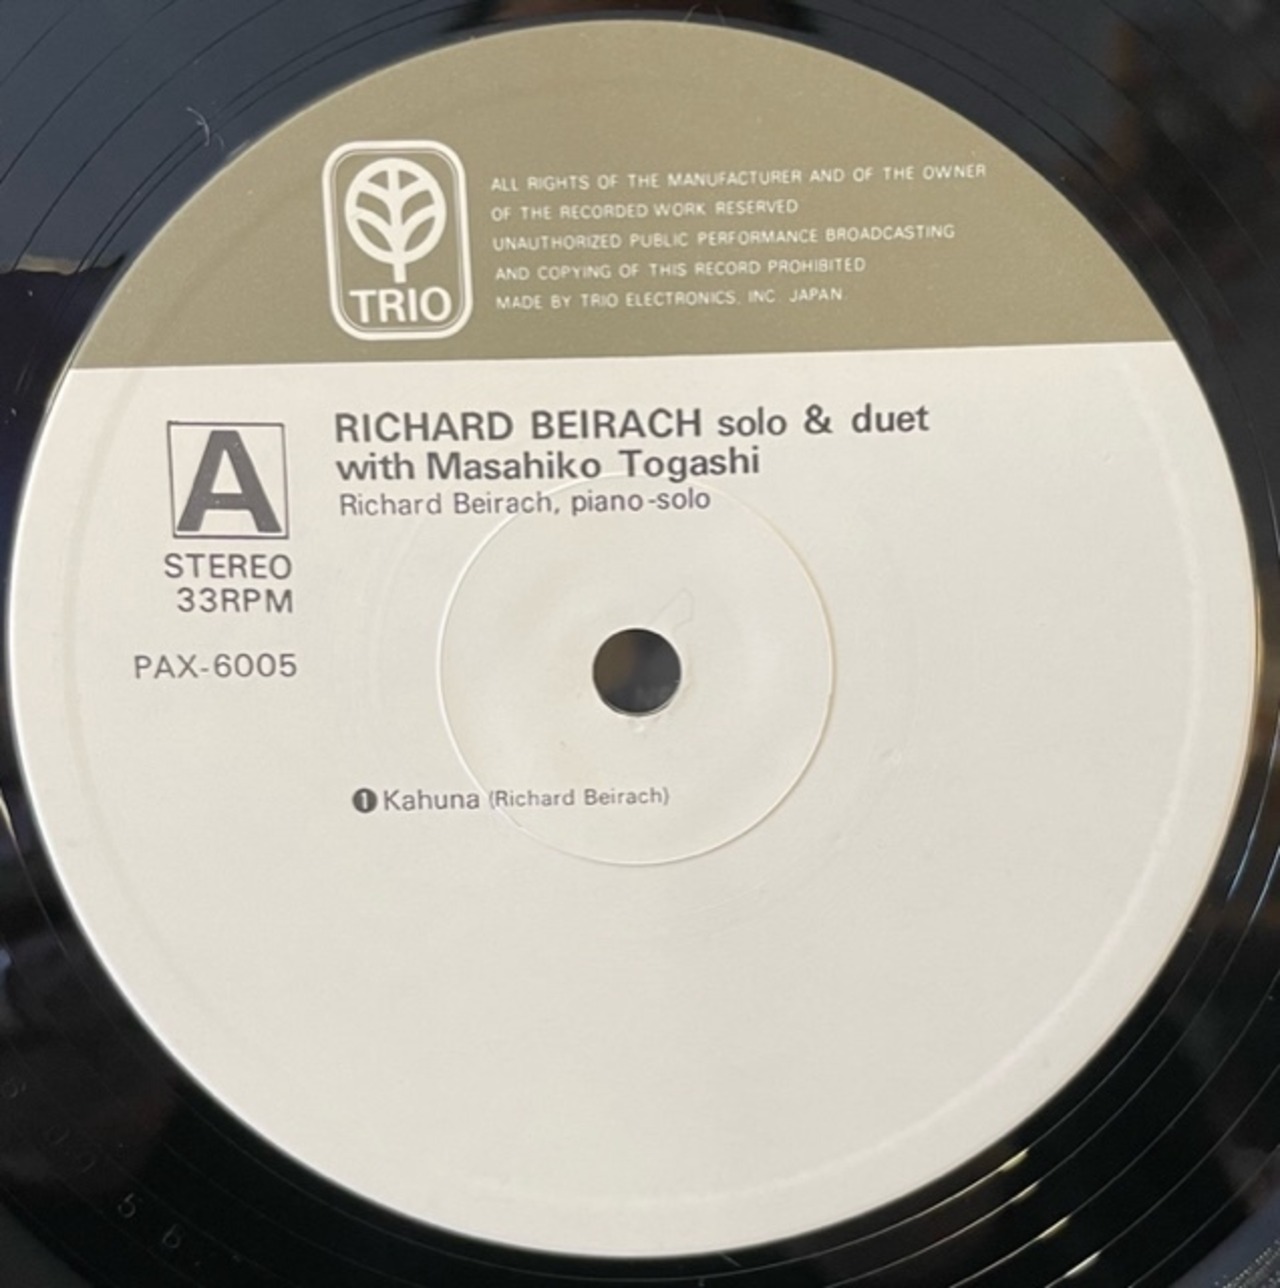 ALL RIGHTS OF THE MANUFACTURER AND OF THE OWNER
OF THE RECORDED WORK RESERVED
UNAUTHORIZED PUBLIC PERFORMANCE BROADCASTING
AND COPYING OF THIS RECORD PROHIBITED
MADE BY TRIO ELECTRONICS, INC. JAPAN
TRIO
A
STEREO
33RPM
PAX-6005
RICHARD BEIRACH solo & duet
with Masahiko Togashi
Richard Beirach, piano-solo
❶ Kahuna (Richard Beirach)